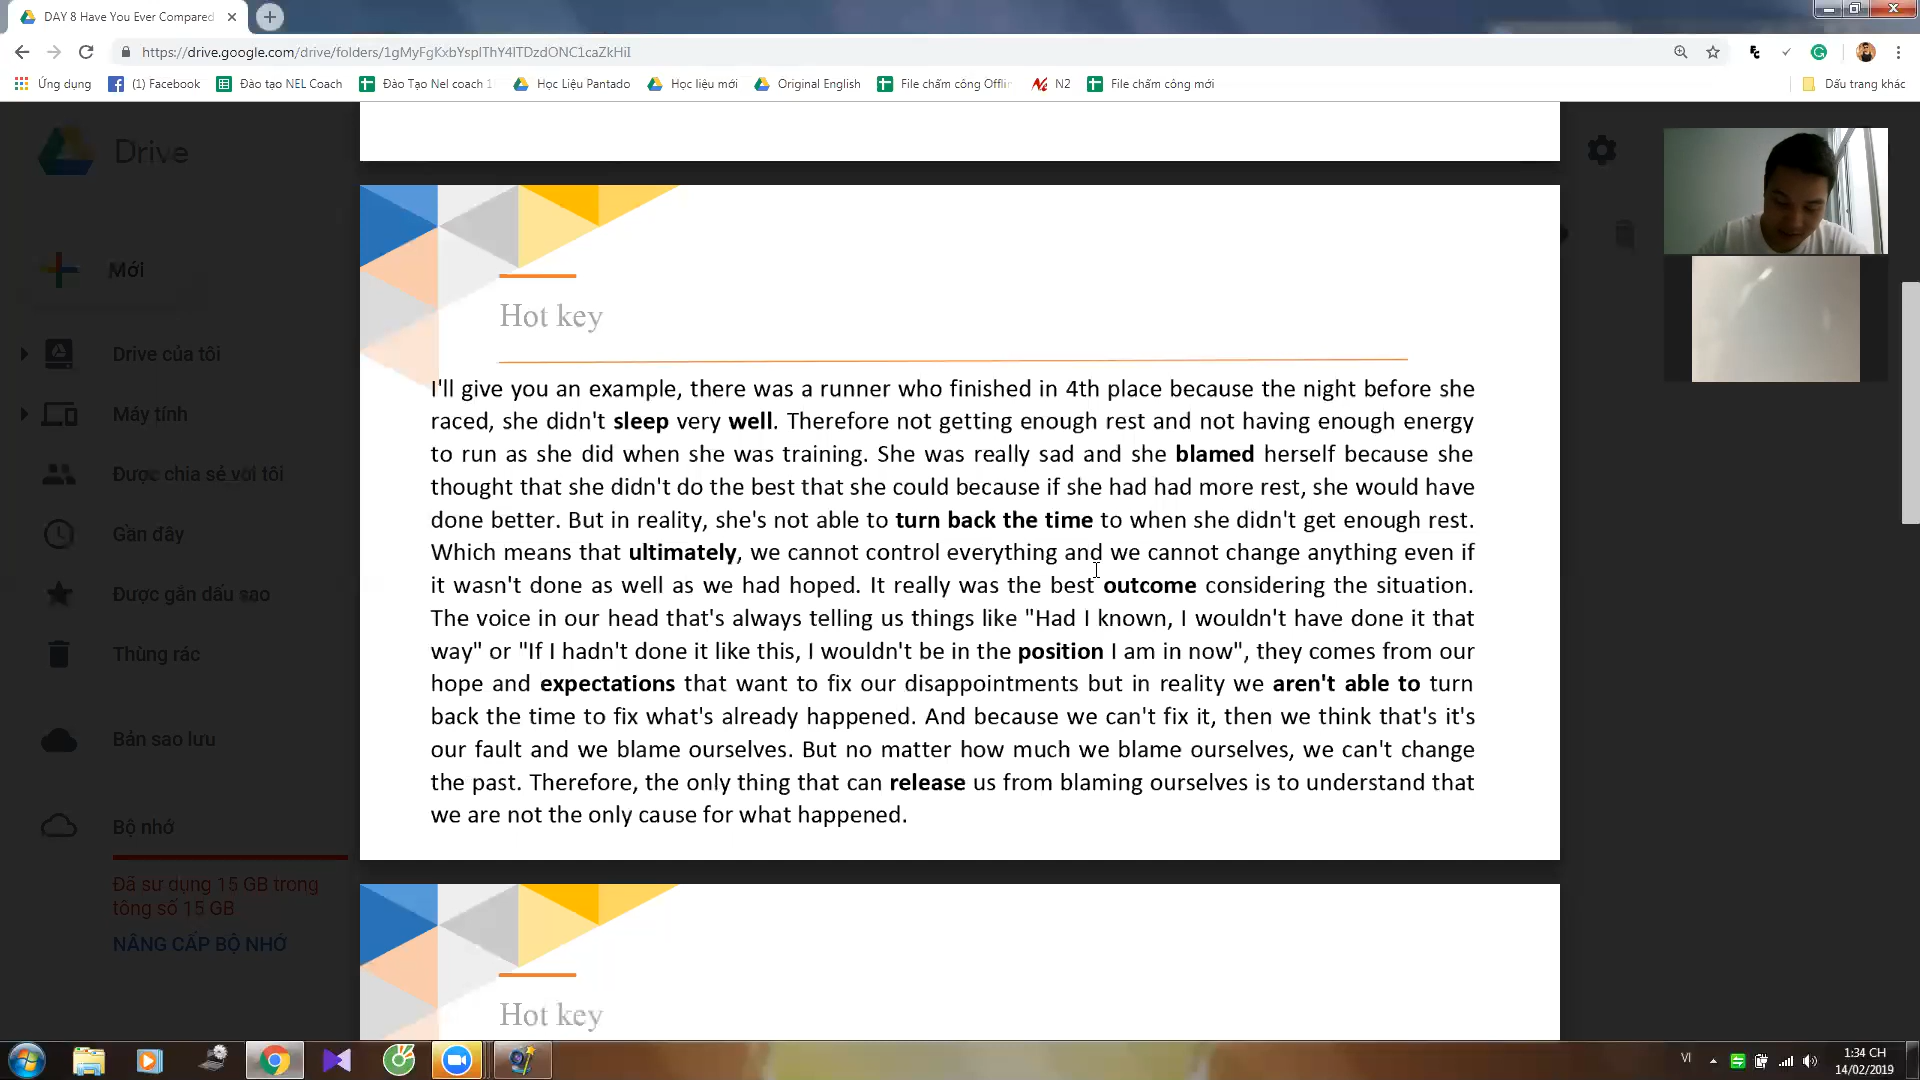 DAY 8 Have You Ever Compared
https://drive.google.com/drive/folders/1gMyFgKxbYsplThY4lTDzdONC1caZkHiI
Ứng dụng (1) Facebook Đào tạo NEL Coach Đào Tạo Nel coach 1 Học Liệu Pantado Học liệu mới Original English File chấm công Offlin N2 File chấm công mới Dấu trang khác
Drive
Mới
Drive của tôi
Máy tính
Được chia sẻ với tôi
Gần đây
Được gắn dấu sao
Thùng rác
Bản sao lưu
Bộ nhớ
Đã sử dụng 15 GB trong
tổng số 15 GB
NÂNG CẤP BỘ NHỚ
Hot key
I'll give you an example, there was a runner who finished in 4th place because the night before she
raced, she didn't sleep very well. Therefore not getting enough rest and not having enough energy
to run as she did when she was training. She was really sad and she blamed herself because she
thought that she didn't do the best that she could because if she had had more rest, she would have
done better. But in reality, she's not able to turn back the time to when she didn't get enough rest.
Which means that ultimately, we cannot control everything and we cannot change anything even if
it wasn't done as well as we had hoped. It really was the best outcome considering the situation.
The voice in our head that's always telling us things like "Had I known, I wouldn't have done it that
way" or "If I hadn't done it like this, I wouldn't be in the position I am in now", they comes from our
hope and expectations that want to fix our disappointments but in reality we aren't able to turn
back the time to fix what's already happened. And because we can't fix it, then we think that's it's
our fault and we blame ourselves. But no matter how much we blame ourselves, we can't change
the past. Therefore, the only thing that can release us from blaming ourselves is to understand that
we are not the only cause for what happened.
Hot key
VI
1:34 CH
14/02/2019